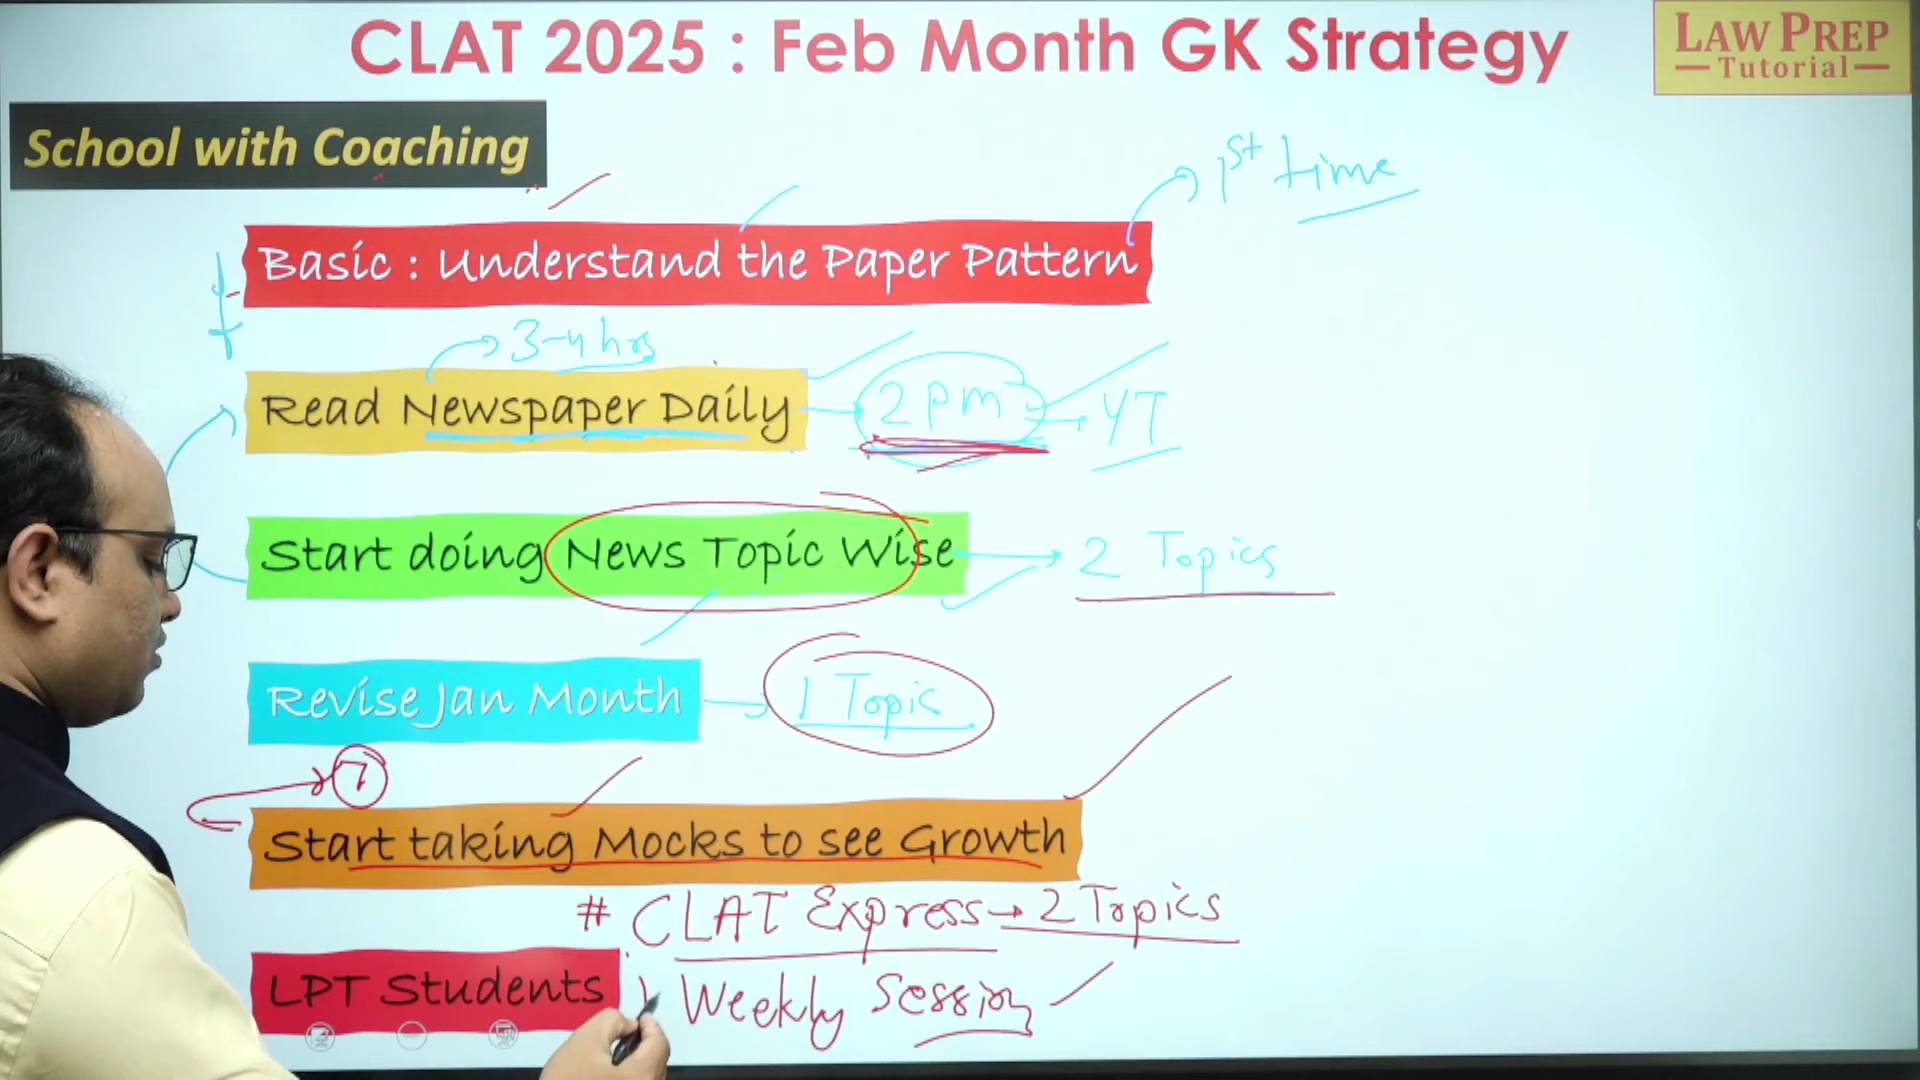 CLAT 2025 : Feb Month GK Strategy
LAW PREP
Tutorial
School with Coaching
1st time
Basic : Understand the Paper Pattern
3-4 hrs
Read Newspaper Daily 2 pm YT
Start doing News Topic Wise 2 Topics
Revise Jan Month 1 Topic
7
Start taking Mocks to see Growth
# CLAT Express → 2 Topics
LPT Students
Weekly Session